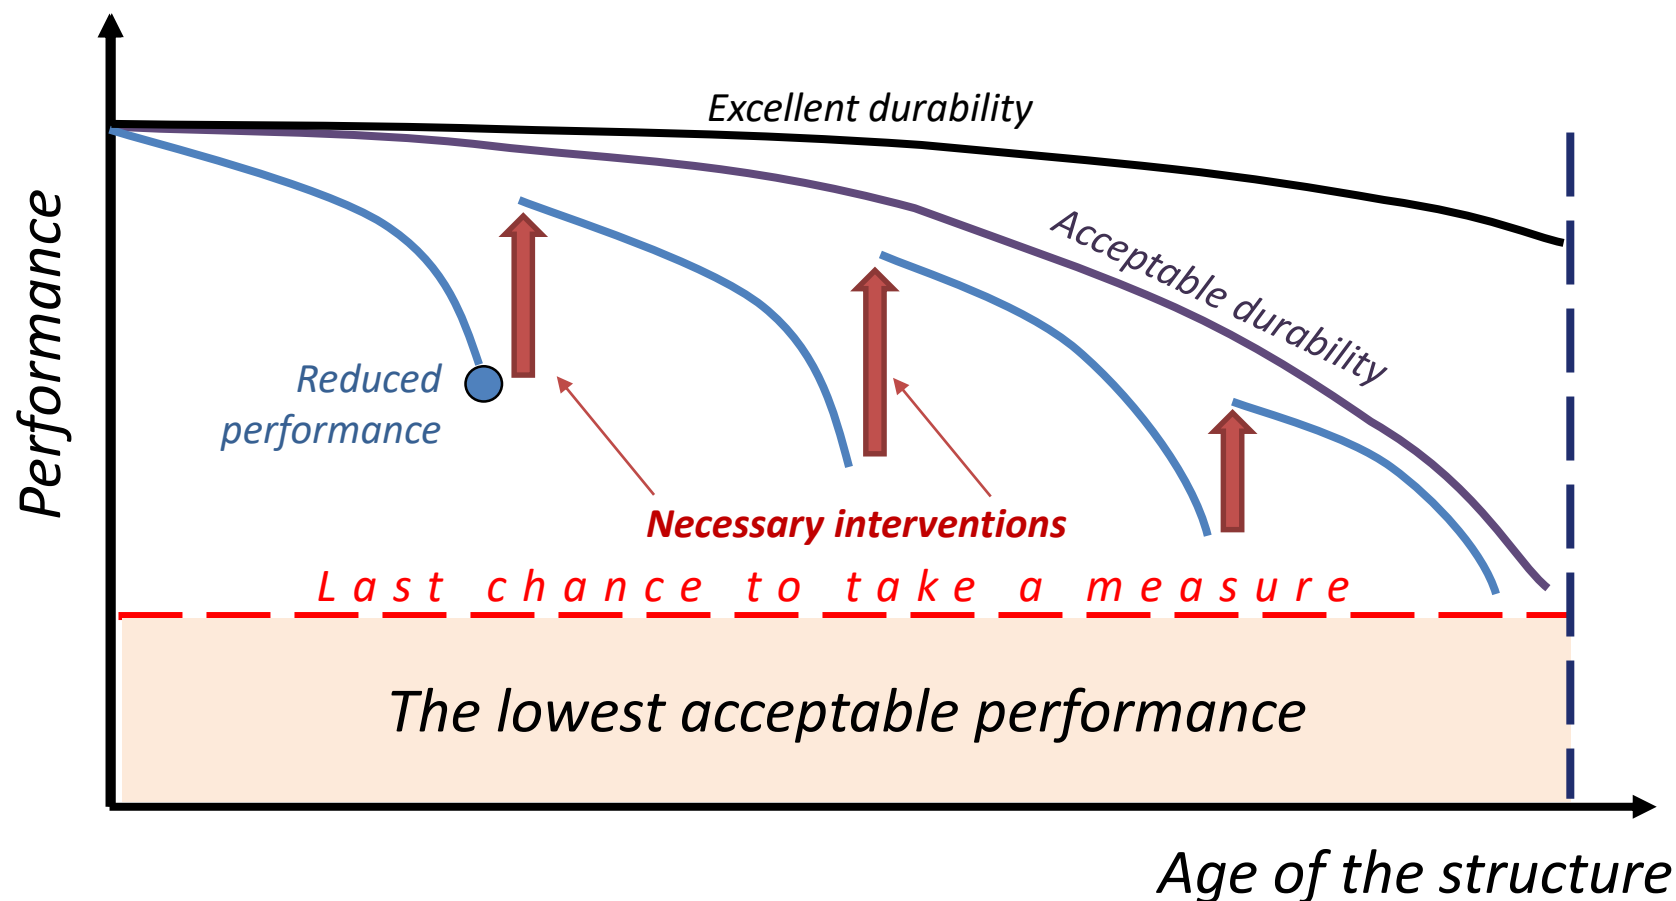 Excellent durability
Performance
Acceptable durability
Reduced
performance
Necessary interventions
Last chance to take a measure
The lowest acceptable performance
Age of the structure